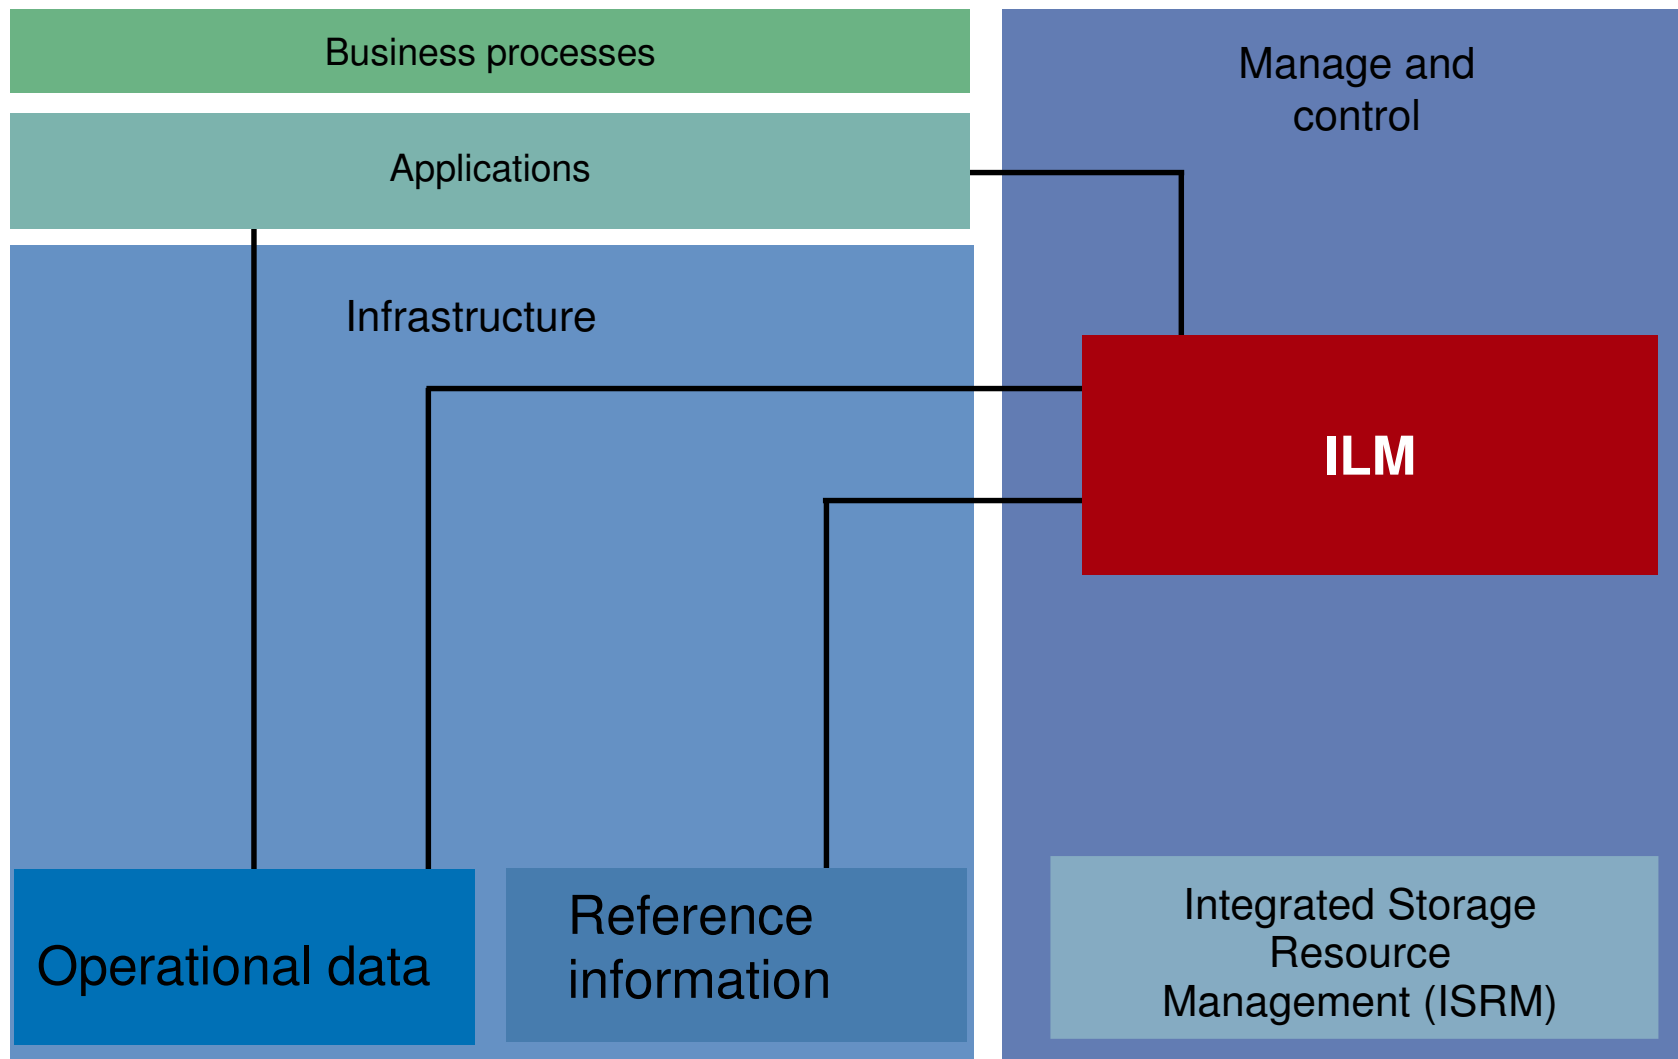 Business processes
Applications
Infrastructure
Operational data
Reference
information
Manage and
control
ILM
Integrated Storage
Resource
Management (ISRM)